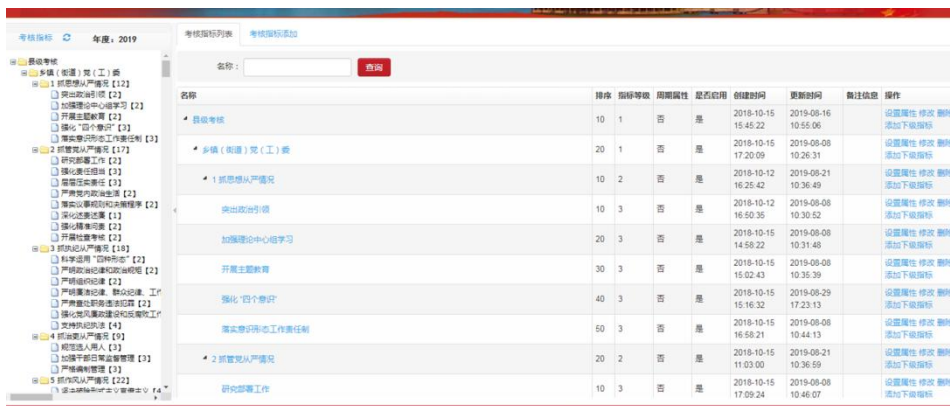 考核指标
年度：2019
县级考核
乡镇（街道）党（工）委
1 抓思想从严情况【12】
突出政治引领【2】
加强理论中心组学习【2】
开展主题教育【2】
强化“四个意识”【3】
落实意识形态工作责任制【3】
2 抓管党从严情况【17】
研究部署工作【2】
强化责任担当【3】
层层压实责任【3】
严肃党内政治生活【2】
落实议事规则和决策程序【2】
深化述责述廉【1】
强化精准问责【2】
开展检查考核【2】
3 抓执纪从严情况【18】
科学运用“四种形态”【2】
严明政治纪律和政治规矩【2】
严明组织纪律【2】
严明廉洁纪律、群众纪律、工作
严肃查处职务违法犯罪【2】
强化党风廉政建设和反腐败工作
支持执纪执法【4】
4 抓治吏从严情况【9】
规范选人用人【3】
加强干部日常监督管理【3】
严格编制管理【3】
5 抓作风从严情况【22】
考核指标列表
考核指标添加
名称：
查询
名称 排序 指标等级 周期属性 是否启用 创建时间 更新时间 备注信息 操作
县级考核 10 1 否 是 2018-10-15 15:45:22 2019-08-16 10:55:06 设置属性 修改 删除 添加下级指标
乡镇（街道）党（工）委 20 1 否 是 2018-10-15 17:20:09 2019-08-08 10:26:31 设置属性 修改 删除 添加下级指标
1 抓思想从严情况 10 2 否 是 2018-10-12 16:25:42 2019-08-21 10:36:49 设置属性 修改 删除 添加下级指标
突出政治引领 10 3 否 是 2018-10-12 16:50:35 2019-08-08 10:30:52 设置属性 修改 删除 添加下级指标
加强理论中心组学习 20 3 否 是 2018-10-15 14:58:22 2019-08-08 10:31:48 设置属性 修改 删除 添加下级指标
开展主题教育 30 3 否 是 2018-10-15 15:02:43 2019-08-08 10:35:39 设置属性 修改 删除 添加下级指标
强化“四个意识” 40 3 否 是 2018-10-15 15:16:32 2019-08-29 17:23:13 设置属性 修改 删除 添加下级指标
落实意识形态工作责任制 50 3 否 是 2018-10-15 16:58:21 2019-08-08 10:44:13 设置属性 修改 删除 添加下级指标
2 抓管党从严情况 20 2 否 是 2018-10-15 11:03:00 2019-08-21 10:36:59 设置属性 修改 删除 添加下级指标
研究部署工作 10 3 否 是 2018-10-15 17:09:24 2019-08-08 10:46:07 设置属性 修改 删除 添加下级指标